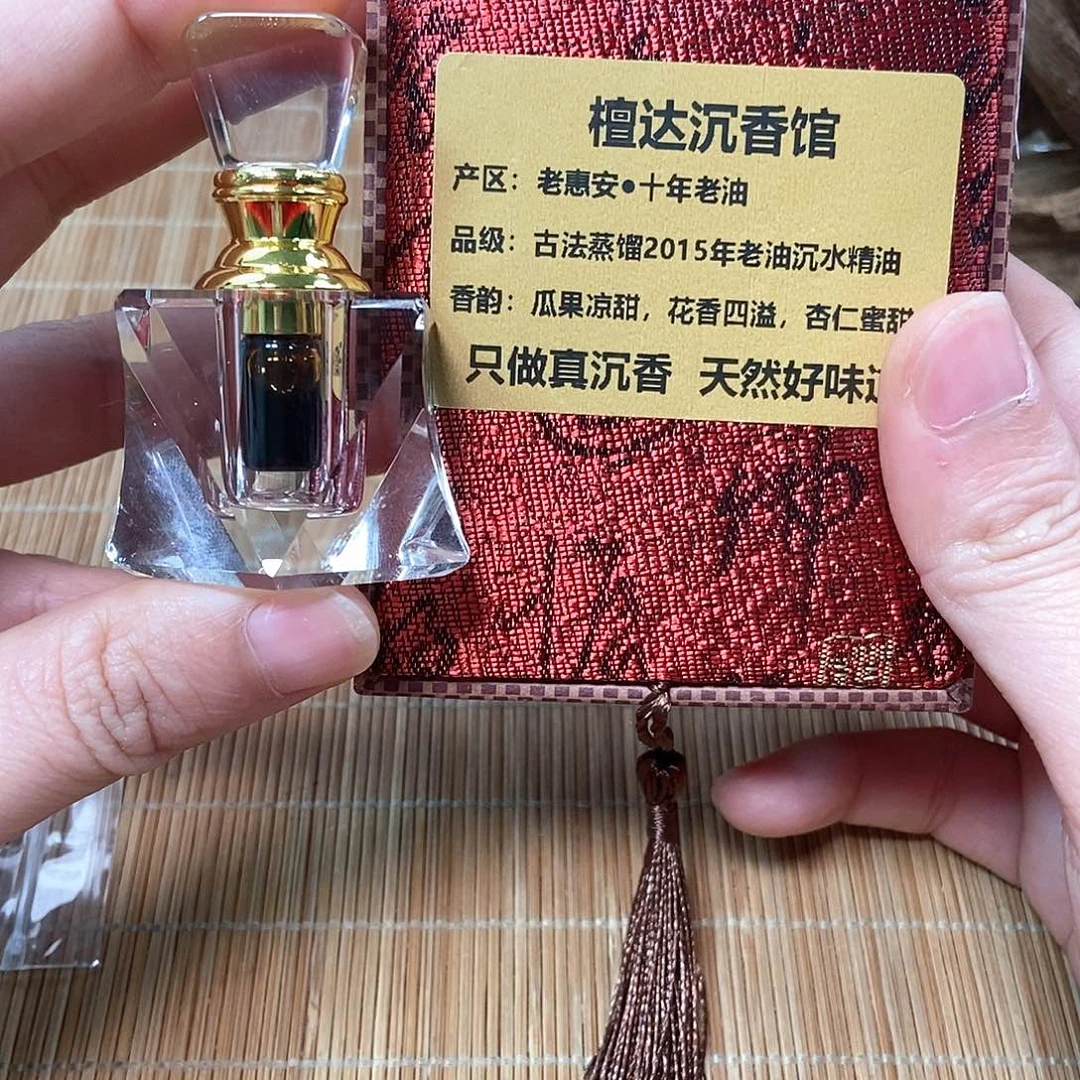 檀达沉香馆
产区：老惠安●十年老油
品级：古法蒸馏2015年老油沉水精油
香韵：瓜果凉甜，花香四溢，杏仁蜜甜
只做真沉香 天然好味